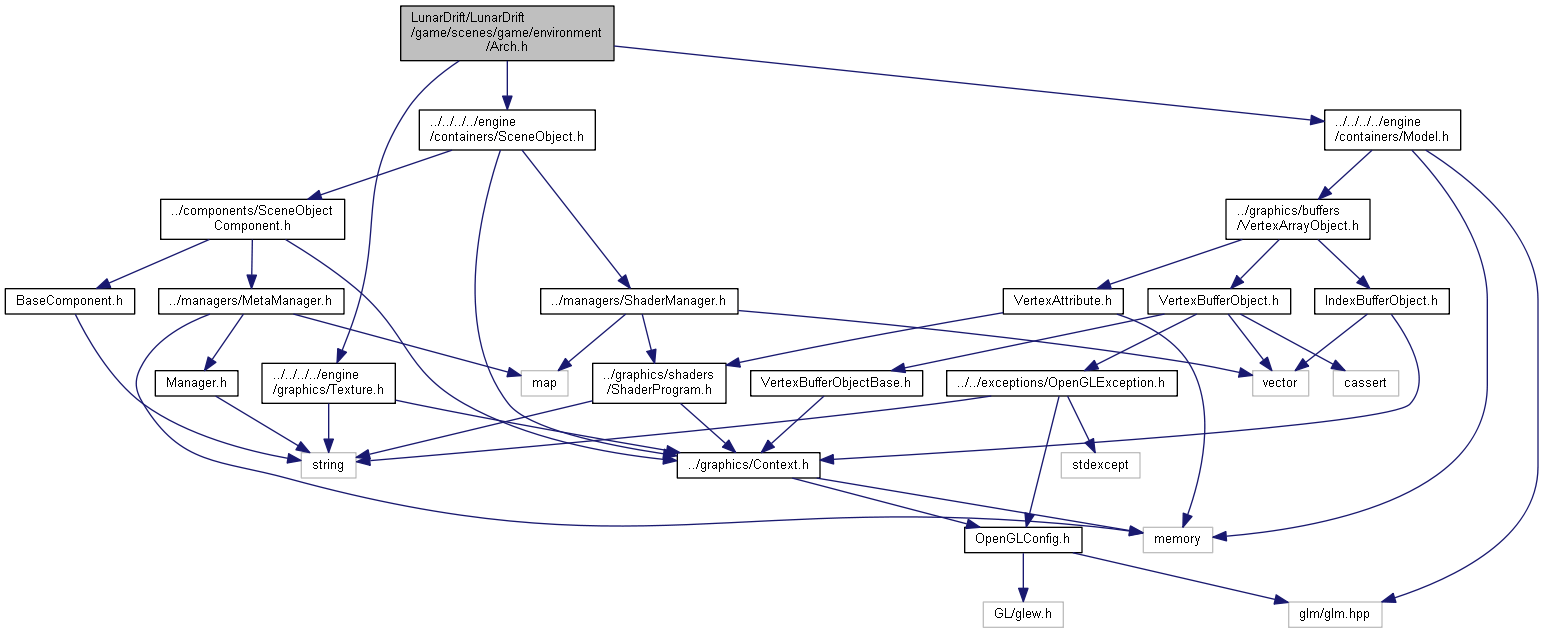 LunarDrift/LunarDrift
/game/scenes/game/environment
/Arch.h
../../../../engine
/containers/SceneObject.h
../../../../engine
/containers/Model.h
../components/SceneObject
Component.h
../graphics/buffers
/VertexArrayObject.h
BaseComponent.h
../managers/MetaManager.h
../managers/ShaderManager.h
VertexAttribute.h
VertexBufferObject.h
IndexBufferObject.h
Manager.h
../../../../engine
/graphics/Texture.h
map
../graphics/shaders
/ShaderProgram.h
VertexBufferObjectBase.h
../../exceptions/OpenGLException.h
vector
cassert
string
../graphics/Context.h
stdexcept
OpenGLConfig.h
memory
GL/glew.h
glm/glm.hpp